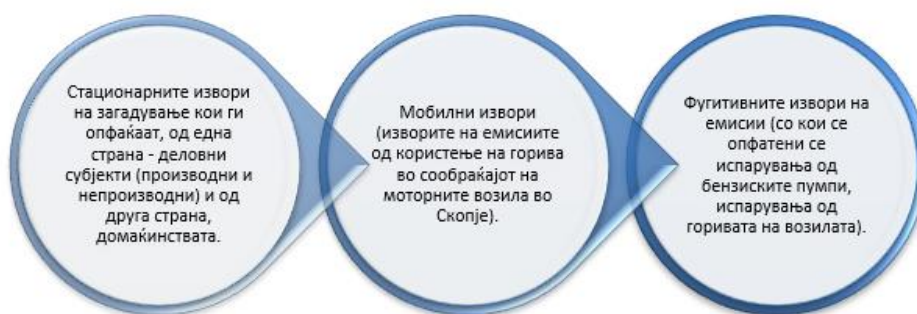 Стационарните извори
на загадување кои ги
опфаќаат, од една
страна - деловни
субјекти (производни и
непроизводни) и од
друга страна,
домаќинствата.
Мобилни извори
(изворите на емисиите
од користење на горива
во сообраќајот на
моторните возила во
Скопје).
Фугитивните извори на
емисии (со кои се
опфатени се
испарувања од
бензиските пумпи,
испарувања од
горивата на возилата).